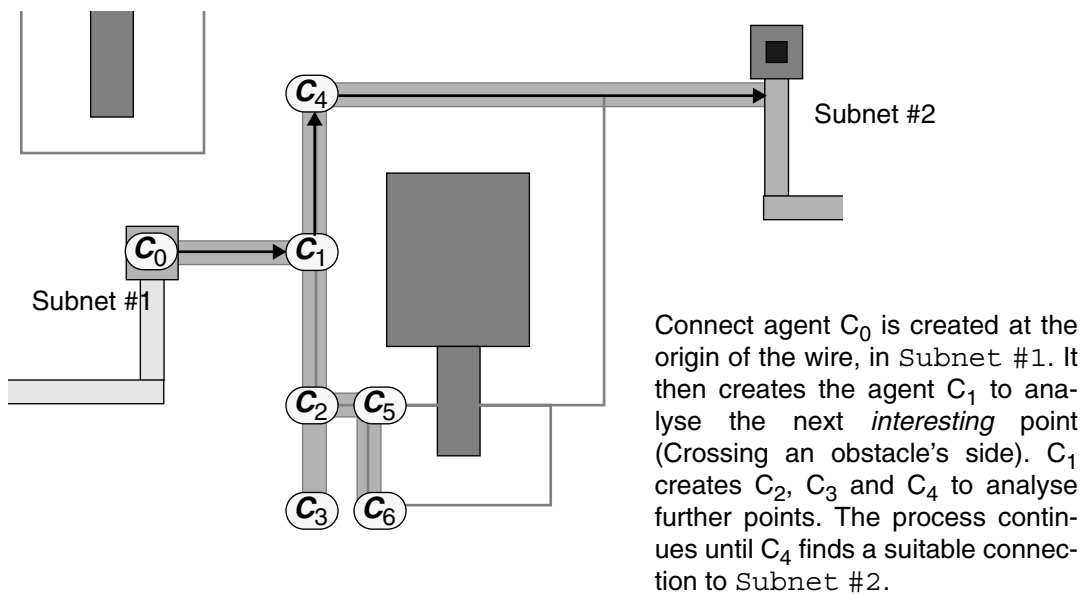 C4
Subnet #2
C0
C1
Subnet #1
C2
C5
C3
C6
Connect agent C0 is created at the
origin of the wire, in Subnet #1. It
then creates the agent C1 to ana-
lyse the next interesting point
(Crossing an obstacle's side). C1
creates C2, C3 and C4 to analyse
further points. The process contin-
ues until C4 finds a suitable connec-
tion to Subnet #2.